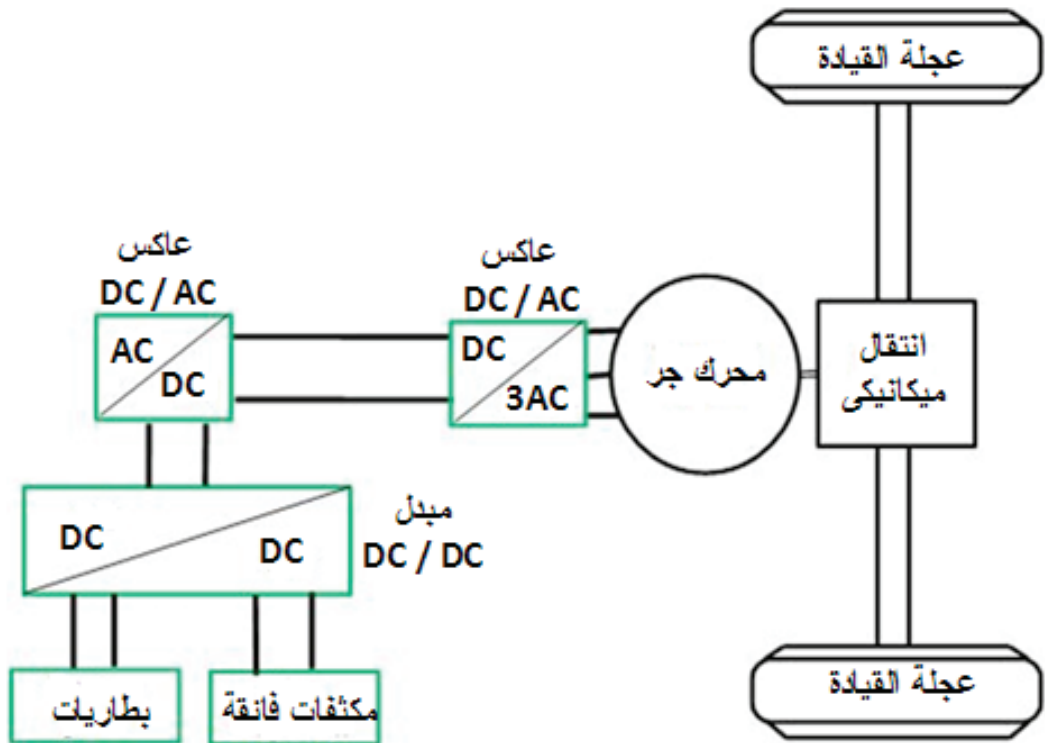 عجلة القيادة
عاكس
DC / AC
عاكس
DC / AC
AC
DC
DC
3AC
محرك جر
انتقال
ميكانيكى
DC
DC
مبدل
DC / DC
بطاريات
مكثفات فائقة
عجلة القيادة